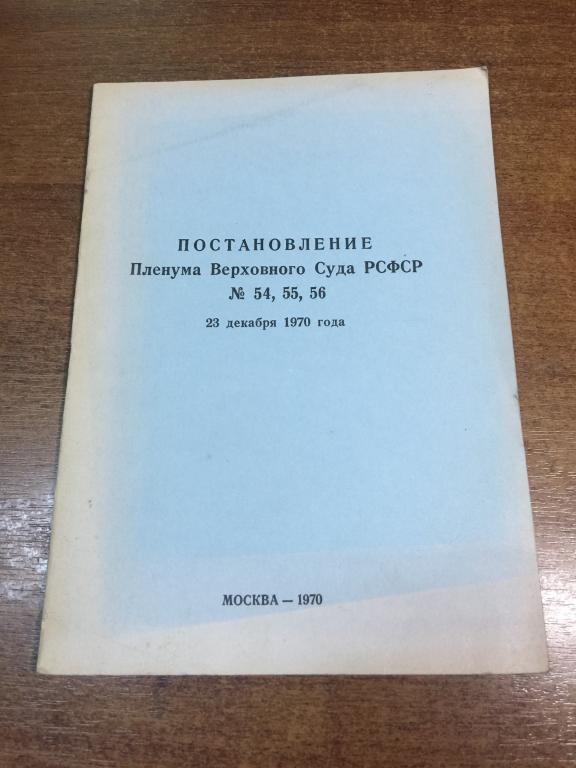 ПОСТАНОВЛЕНИЕ
Пленума Верховного Суда РСФСР
№ 54, 55, 56
23 декабря 1970 года
МОСКВА — 1970